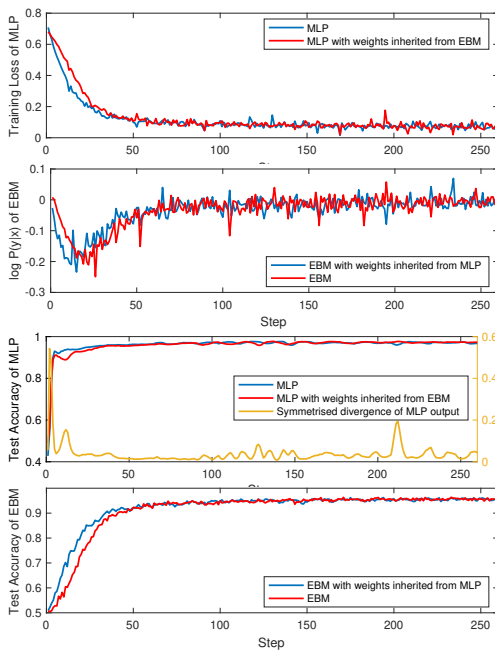 Training Loss of MLP
0.8
0.6
0.4
0.2
0
MLP
MLP with weights inherited from EBM
0 50 100 150 200 250
log P(y|x) of EBM
0.1
0
-0.1
-0.2
-0.3
EBM with weights inherited from MLP
EBM
0 50 100 150 200 250
Step
Test Accuracy of MLP
1
0.8
0.6
0.4
0.6
0.4
0.2
0
MLP
MLP with weights inherited from EBM
Symmetrised divergence of MLP output
0 50 100 150 200 250
Test Accuracy of EBM
0.9
0.8
0.7
0.6
0.5
EBM with weights inherited from MLP
EBM
0 50 100 150 200 250
Step